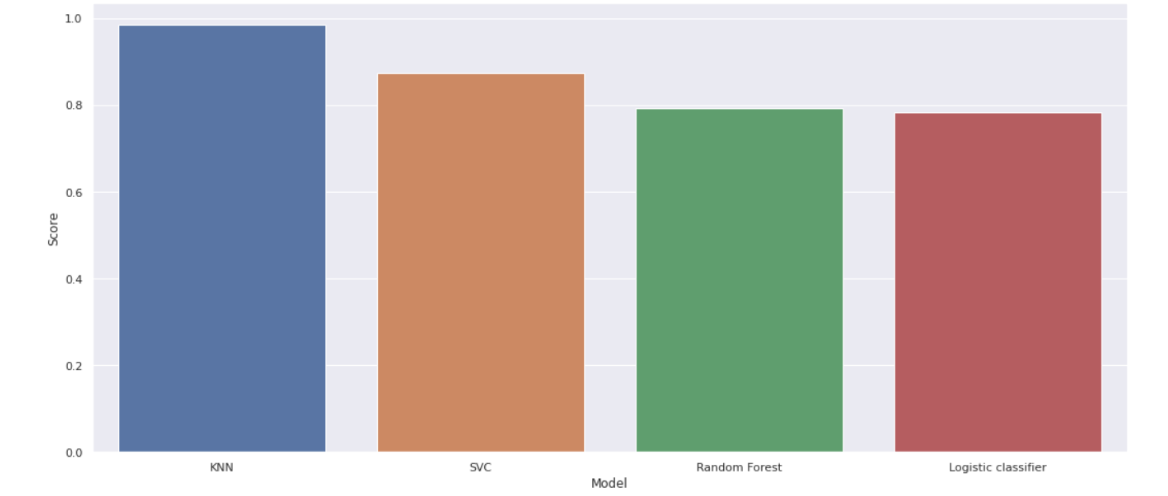 1.0
0.8
0.6
0.4
0.2
0.0
Score
KNN
SVC
Random Forest
Logistic classifier
Model